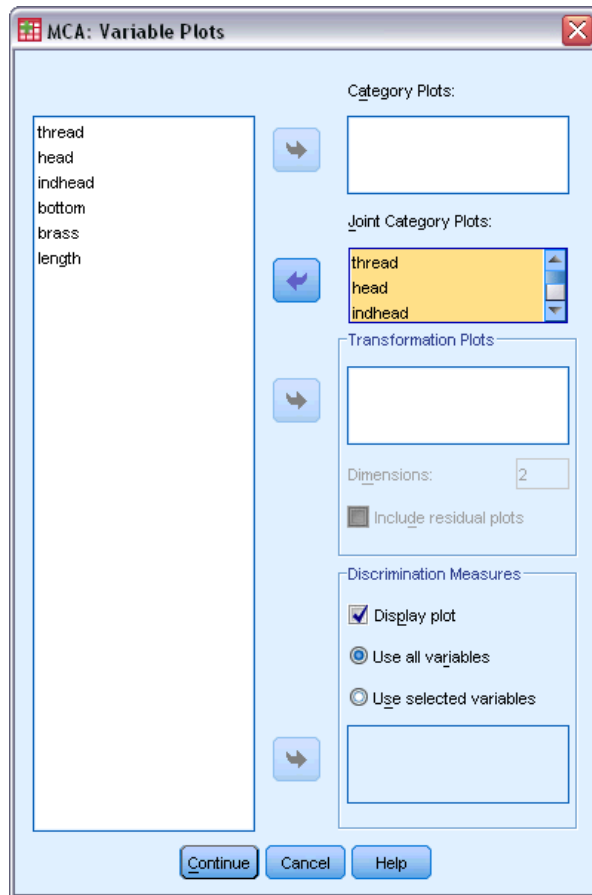 MCA: Variable Plots
thread
head
indhead
bottom
brass
length
Category Plots:
Joint Category Plots:
thread
head
indhead
Transformation Plots
Dimensions:
2
Include residual plots
Discrimination Measures
Display plot
Use all variables
Use selected variables
Continue
Cancel
Help